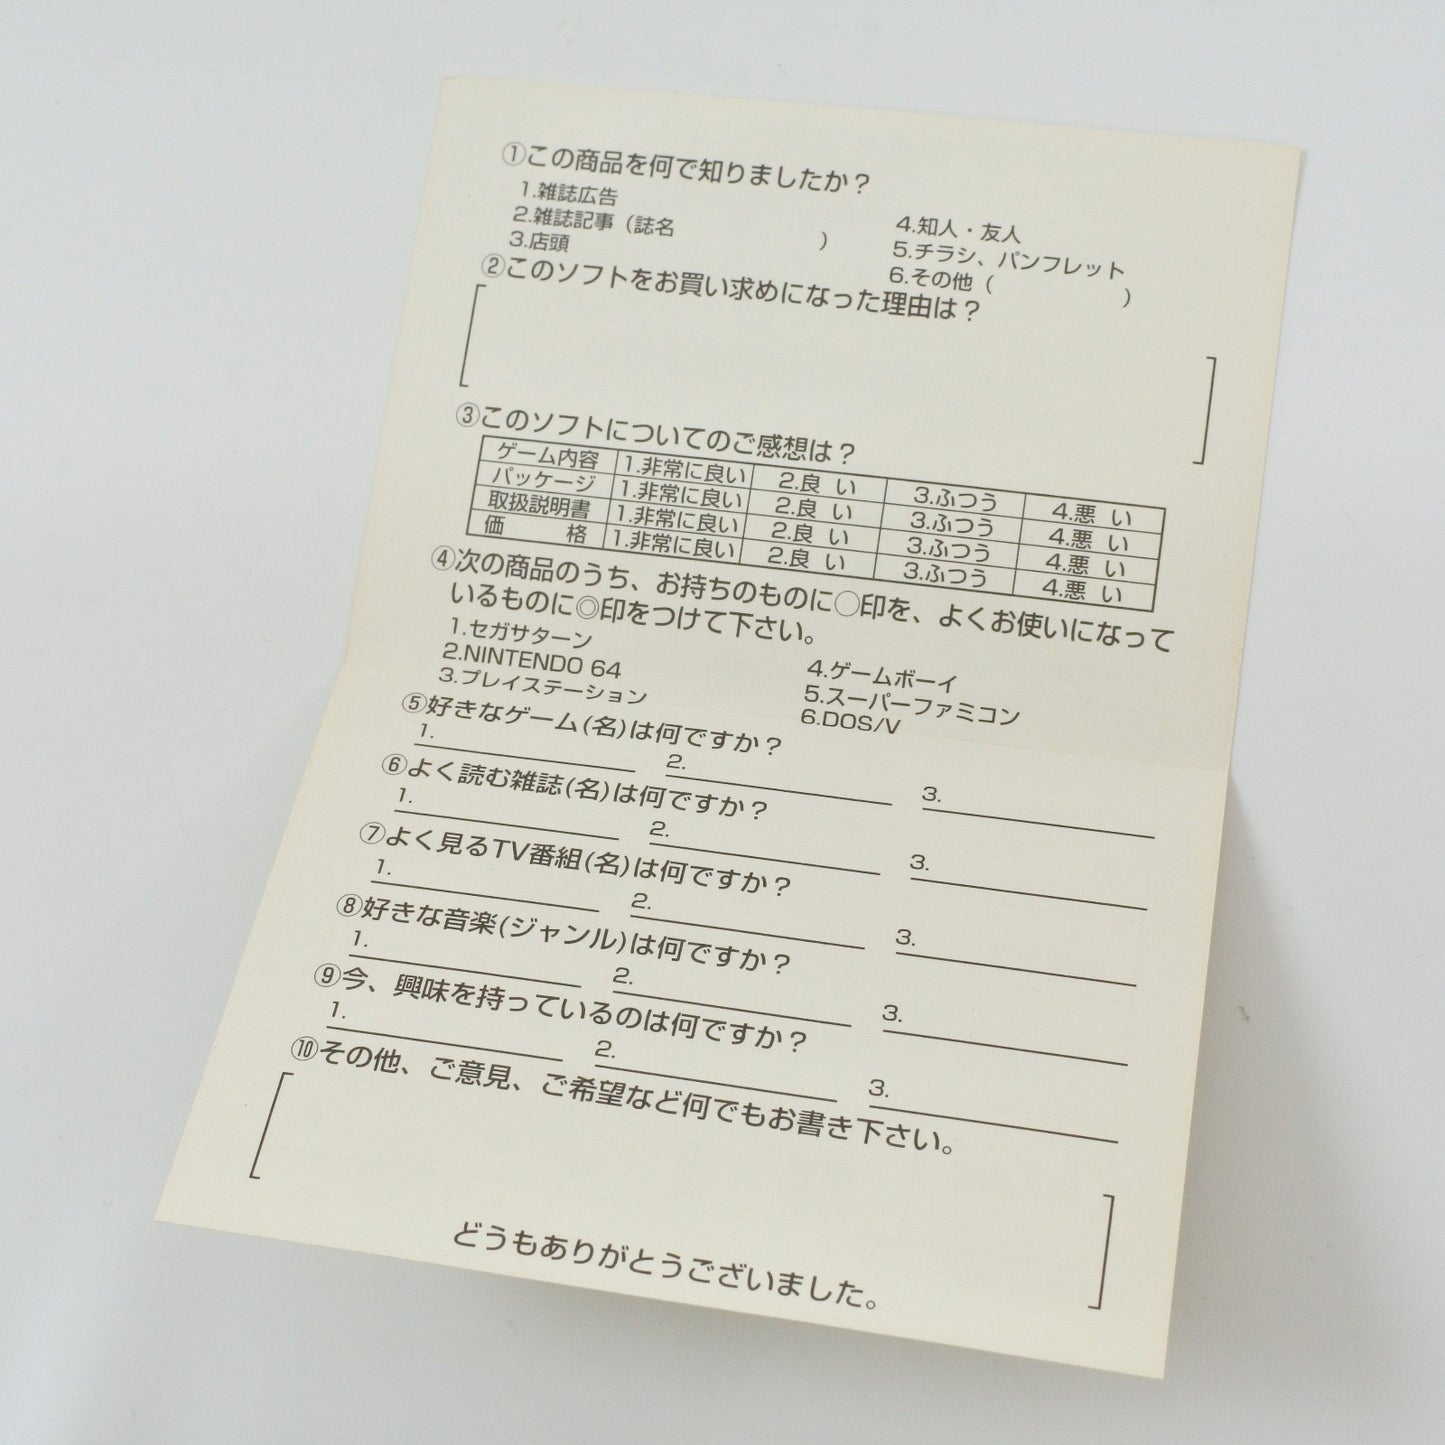 ①この商品を何で知りましたか？
1.雑誌広告
2.雑誌記事（誌名　　　　　　　）
3.店頭
4.知人・友人
5.チラシ、パンフレット
6.その他（　　　　　　）
②このソフトをお買い求めになった理由は？
③このソフトについてのご感想は？
ゲーム内容 1.非常に良い 2.良 い 3.ふつう 4.悪 い
パッケージ 1.非常に良い 2.良 い 3.ふつう 4.悪 い
取扱説明書 1.非常に良い 2.良 い 3.ふつう 4.悪 い
価　　格 1.非常に良い 2.良 い 3.ふつう 4.悪 い
④次の商品のうち、お持ちのものに○印を、よくお使いになって
いるものに◎印をつけて下さい。
1.セガサターン
2.NINTENDO 64
3.プレイステーション
4.ゲームボーイ
5.スーパーファミコン
6.DOS/V
⑤好きなゲーム(名)は何ですか？
1. 2. 3.
⑥よく読む雑誌(名)は何ですか？
1. 2. 3.
⑦よく見るTV番組(名)は何ですか？
1. 2. 3.
⑧好きな音楽(ジャンル)は何ですか？
1. 2. 3.
⑨今、興味を持っているのは何ですか？
1. 2. 3.
⑩その他、ご意見、ご希望など何でもお書き下さい。
どうもありがとうございました。